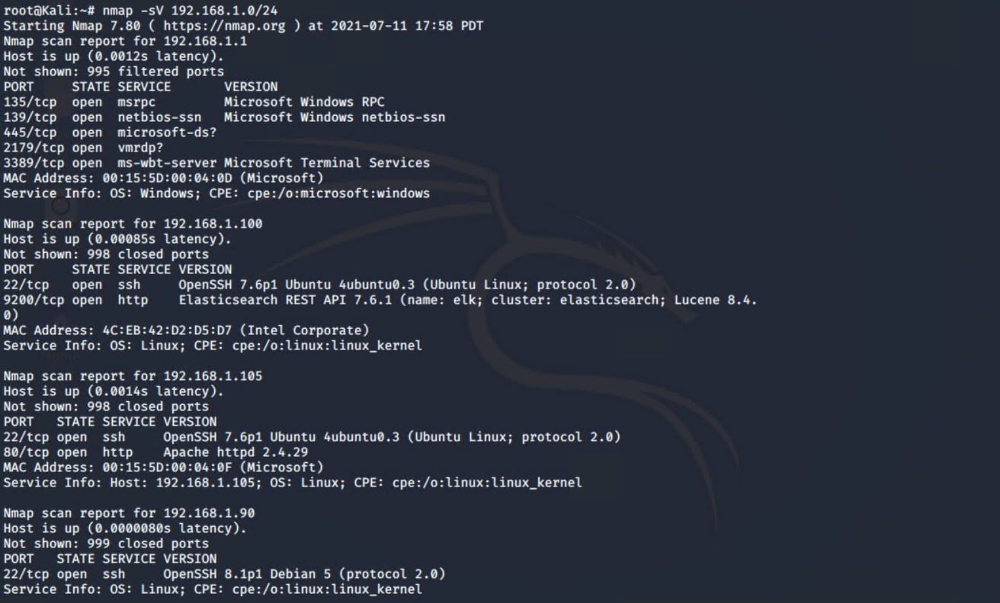 root@Kali:~# nmap -sV 192.168.1.0/24
Starting Nmap 7.80 ( https://nmap.org ) at 2021-07-11 17:58 PDT
Nmap scan report for 192.168.1.1
Host is up (0.0012s latency).
Not shown: 995 filtered ports
PORT     STATE SERVICE       VERSION
135/tcp  open  msrpc         Microsoft Windows RPC
139/tcp  open  netbios-ssn   Microsoft Windows netbios-ssn
445/tcp  open  microsoft-ds?
2179/tcp open  vmrdp?
3389/tcp open  ms-wbt-server Microsoft Terminal Services
MAC Address: 00:15:5D:00:04:0D (Microsoft)
Service Info: OS: Windows; CPE: cpe:/o:microsoft:windows

Nmap scan report for 192.168.1.100
Host is up (0.00085s latency).
Not shown: 998 closed ports
PORT     STATE SERVICE VERSION
22/tcp   open  ssh     OpenSSH 7.6p1 Ubuntu 4ubuntu0.3 (Ubuntu Linux; protocol 2.0)
9200/tcp open  http    Elasticsearch REST API 7.6.1 (name: elk; cluster: elasticsearch; Lucene 8.4.
0)
MAC Address: 4C:EB:42:D2:D5:D7 (Intel Corporate)
Service Info: OS: Linux; CPE: cpe:/o:linux:linux_kernel

Nmap scan report for 192.168.1.105
Host is up (0.0014s latency).
Not shown: 998 closed ports
PORT   STATE SERVICE VERSION
22/tcp open  ssh     OpenSSH 7.6p1 Ubuntu 4ubuntu0.3 (Ubuntu Linux; protocol 2.0)
80/tcp open  http    Apache httpd 2.4.29
MAC Address: 00:15:5D:00:04:0F (Microsoft)
Service Info: Host: 192.168.1.105; OS: Linux; CPE: cpe:/o:linux:linux_kernel

Nmap scan report for 192.168.1.90
Host is up (0.0000080s latency).
Not shown: 999 closed ports
PORT   STATE SERVICE VERSION
22/tcp open  ssh     OpenSSH 8.1p1 Debian 5 (protocol 2.0)
Service Info: OS: Linux; CPE: cpe:/o:linux:linux_kernel